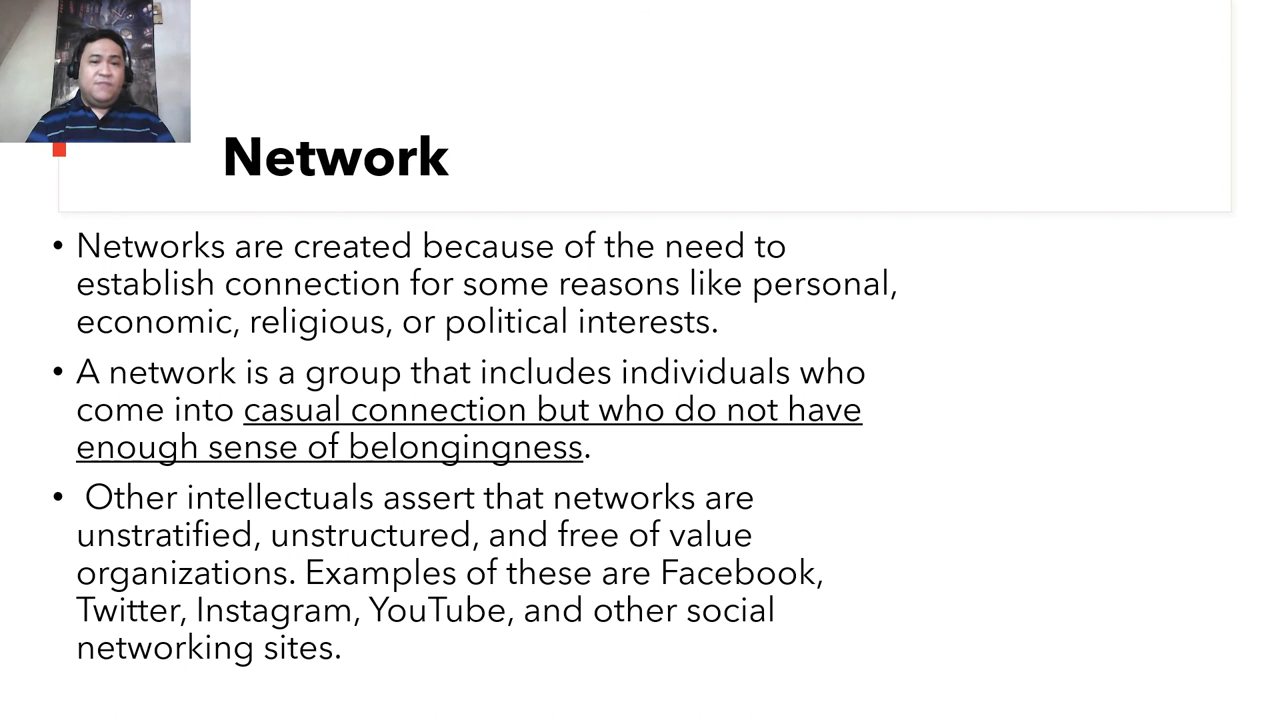 Network
• Networks are created because of the need to
establish connection for some reasons like personal,
economic, religious, or political interests.
• A network is a group that includes individuals who
come into casual connection but who do not have
enough sense of belongingness.
• Other intellectuals assert that networks are
unstratified, unstructured, and free of value
organizations. Examples of these are Facebook,
Twitter, Instagram, YouTube, and other social
networking sites.